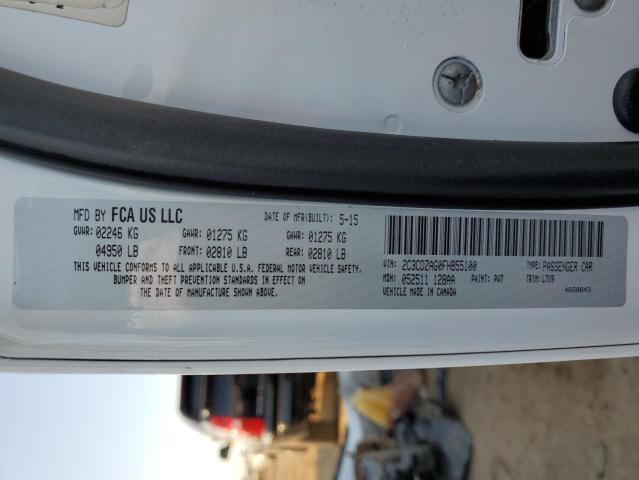 MFD BY FCA US LLC DATE OF MFR(BUILT): 5-15
GVWR: 02246 KG GAWR: 01275 KG GAWR: 01275 KG
04950 LB FRONT: 02810 LB REAR: 02810 LB
THIS VEHICLE CONFORMS TO ALL APPLICABLE U.S.A. FEDERAL MOTOR VEHICLE SAFETY,
BUMPER AND THEFT PREVENTION STANDARDS IN EFFECT ON
THE DATE OF MANUFACTURE SHOWN ABOVE.
VIN: 2C3CDZAG0FH855100 TYPE: PASSENGER CAR
MDH: 052511 128AA PAINT: PW7 TRIM: L7X9
VEHICLE MADE IN CANADA 4658849